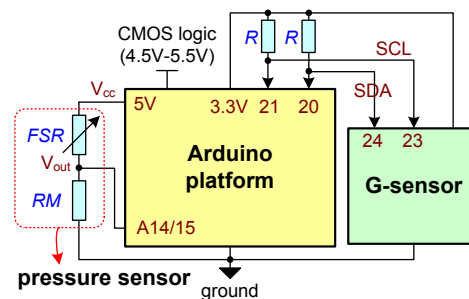 CMOS logic
(4.5V-5.5V)
R
R
SCL
Vcc
5V
3.3V
21
20
SDA
FSR
24
23
Vout
Arduino
platform
G-sensor
RM
A14/15
pressure sensor
ground